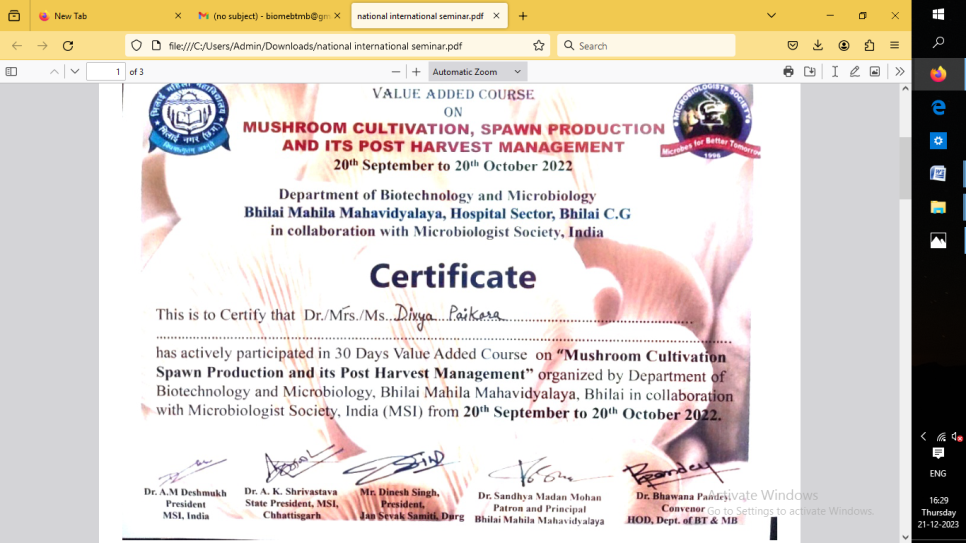 New Tab
(no subject) - biomebtmb@gm
national international seminar.pdf
file:///C:/Users/Admin/Downloads/national international seminar.pdf
Search
1 of 3
Automatic Zoom
VALUE ADDED COURSE
ON
MUSHROOM CULTIVATION, SPAWN PRODUCTION
AND ITS POST HARVEST MANAGEMENT
20th September to 20th October 2022
MICROBIOLOGISTS SOCIETY
Microbes for Better Tomorrow
1996
Department of Biotechnology and Microbiology
Bhilai Mahila Mahavidyalaya, Hospital Sector, Bhilai C.G
in collaboration with Microbiologist Society, India
Certificate
This is to Certify that Dr./Mrs./Ms. Divya Paikara
has actively participated in 30 Days Value Added Course on “Mushroom Cultivation
Spawn Production and its Post Harvest Management” organized by Department of
Biotechnology and Microbiology, Bhilai Mahila Mahavidyalaya, Bhilai in collaboration
with Microbiologist Society, India (MSI) from 20th September to 20th October 2022.
Dr. A.M Deshmukh
President
MSI, India
Dr. A. K. Shrivastava
State President, MSI,
Chhattisgarh
Mr. Dinesh Singh,
President,
Jan Sevak Samiti, Durg
Dr. Sandhya Madan Mohan
Patron and Principal
Bhilai Mahila Mahavidyalaya
Dr. Bhawana Pandey,
Convenor
HOD, Dept. of BT & MB
Activate Windows
Go to Settings to activate Windows.
ENG
16:29
Thursday
21-12-2023